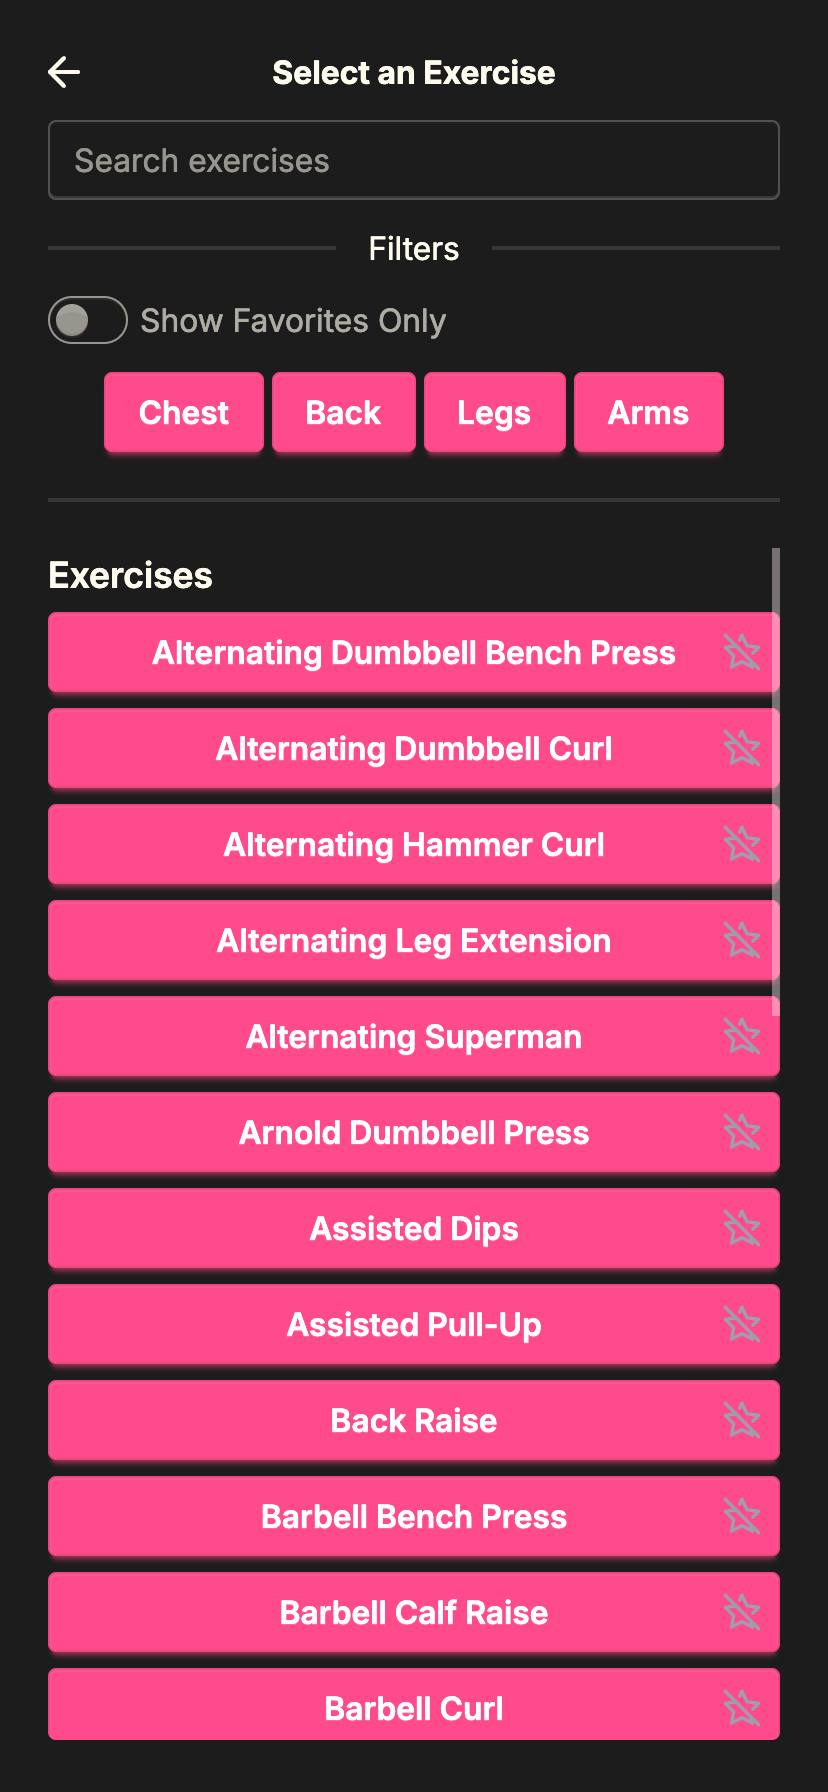 Select an Exercise
Search exercises
Filters
Show Favorites Only
Chest Back Legs Arms
Exercises
Alternating Dumbbell Bench Press
Alternating Dumbbell Curl
Alternating Hammer Curl
Alternating Leg Extension
Alternating Superman
Arnold Dumbbell Press
Assisted Dips
Assisted Pull-Up
Back Raise
Barbell Bench Press
Barbell Calf Raise
Barbell Curl